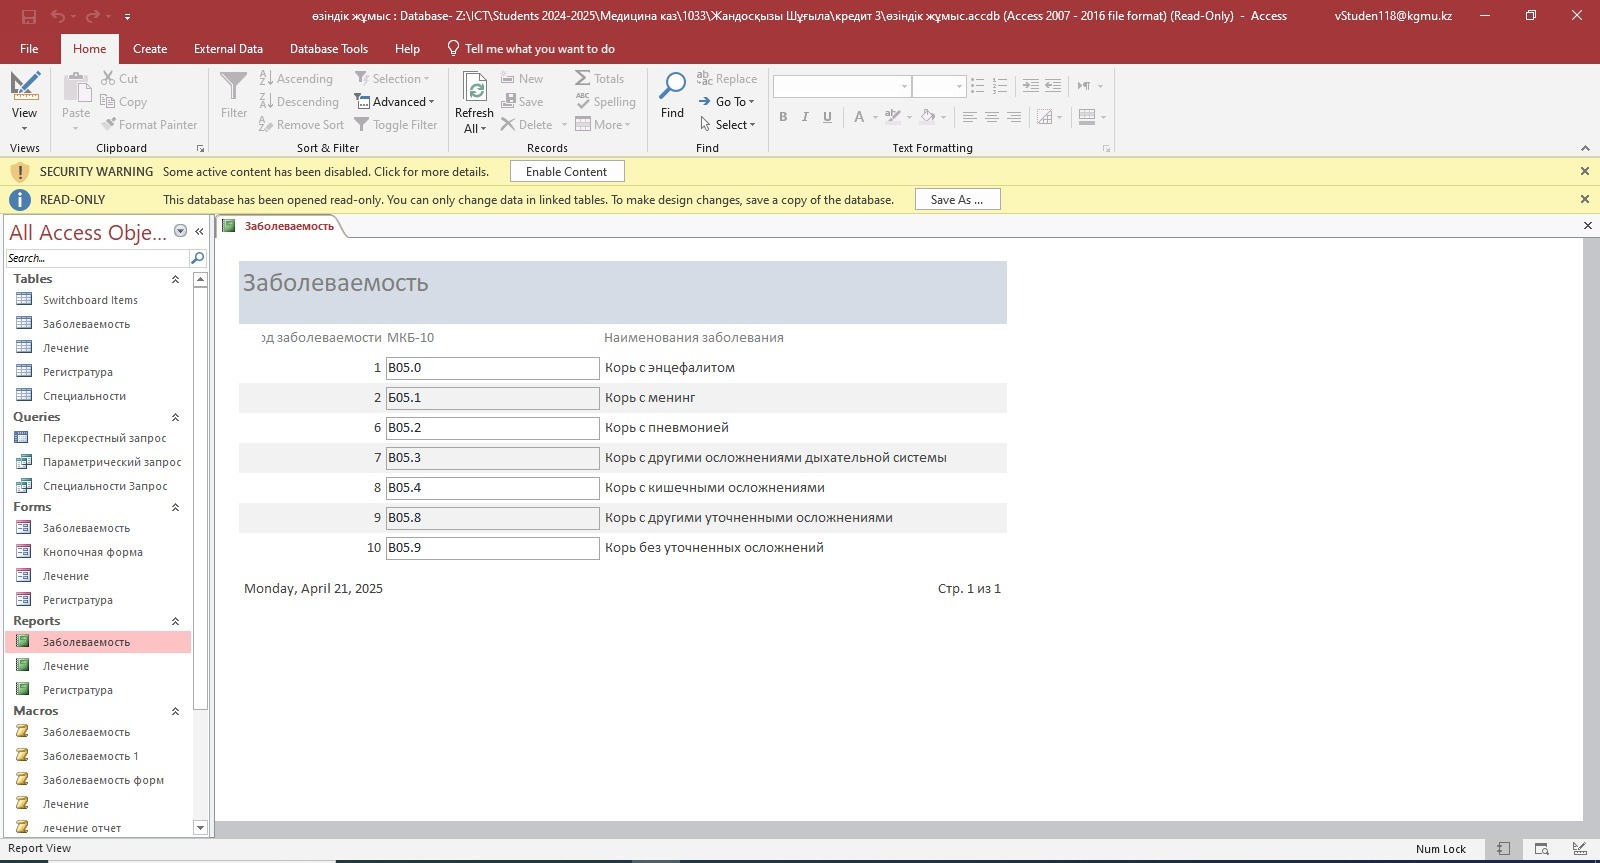 өзіндік жұмыс : Database- Z:\ICT\Students 2024-2025\Медицина каз\1033\Жандосқызы Шұғыла\кредит 3\өзіндік жұмыс.accdb (Access 2007 - 2016 file format) (Read-Only) - Access vStuden118@kgmu.kz
File Home Create External Data Database Tools Help Tell me what you want to do
View
Views
Paste
Cut
Copy
Format Painter
Clipboard
Filter
Ascending
Descending
Remove Sort
Selection
Advanced
Toggle Filter
Sort & Filter
Refresh
All
New
Save
Delete
Totals
Spelling
More
Records
Find
Replace
Go To
Select
Find
B I U A
Text Formatting
SECURITY WARNING Some active content has been disabled. Click for more details. Enable Content
READ-ONLY This database has been opened read-only. You can only change data in linked tables. To make design changes, save a copy of the database. Save As ...
All Access Obje...
Search...
Tables
Switchboard Items
Заболеваемость
Лечение
Регистратура
Специальности
Queries
Перексрестный запрос
Параметрический запрос
Специальности Запрос
Forms
Заболеваемость
Кнопочная форма
Лечение
Регистратура
Reports
Заболеваемость
Лечение
Регистратура
Macros
Заболеваемость
Заболеваемость 1
Заболеваемость форм
Лечение
лечение отчет
Заболеваемость
Заболеваемость
од заболеваемости МКБ-10 Наименования заболевания
1 В05.0 Корь с энцефалитом
2 Б05.1 Корь с менинг
6 В05.2 Корь с пневмонией
7 В05.3 Корь с другими осложнениями дыхательной системы
8 В05.4 Корь с кишечными осложнениями
9 В05.8 Корь с другими уточненными осложнениями
10 В05.9 Корь без уточненных осложнений
Monday, April 21, 2025 Стр. 1 из 1
Report View Num Lock